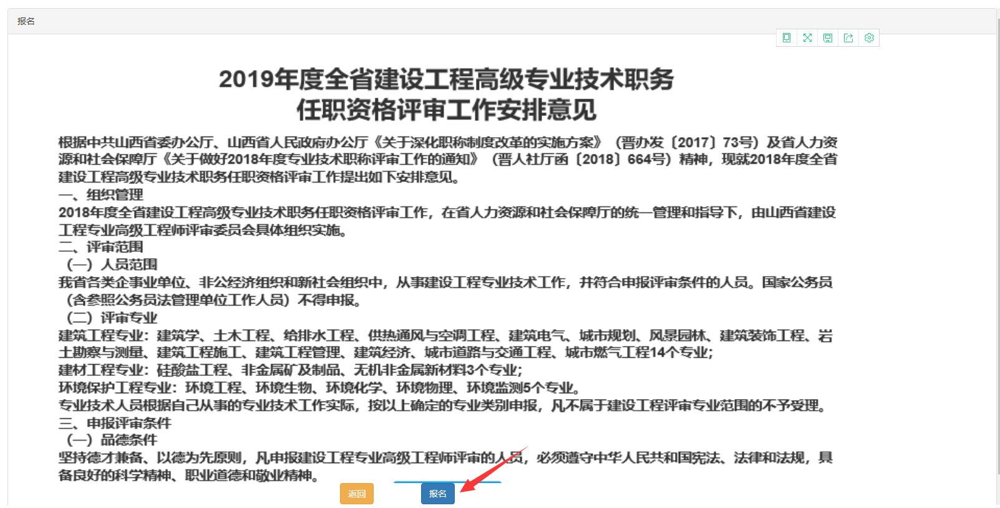 报名
2019年度全省建设工程高级专业技术职务
任职资格评审工作安排意见
根据中共山西省委办公厅、山西省人民政府办公厅《关于深化职称制度改革的实施方案》（晋办发〔2017〕73号）及省人力资
源和社会保障厅《关于做好2018年度专业技术职称评审工作的通知》（晋人社厅函〔2018〕664号）精神，现就2018年度全省
建设工程高级专业技术职务任职资格评审工作提出如下安排意见。
一、组织管理
2018年度全省建设工程高级专业技术职务任职资格评审工作，在省人力资源和社会保障厅的统一管理和指导下，由山西省建设
工程专业高级工程师评审委员会具体组织实施。
二、评审范围
（一）人员范围
我省各类企事业单位、非公经济组织和新社会组织中，从事建设工程专业技术工作，并符合申报评审条件的人员。国家公务员
（含参照公务员法管理单位工作人员）不得申报。
（二）评审专业
建筑工程专业：建筑学、土木工程、给排水工程、供热通风与空调工程、建筑电气、城市规划、风景园林、建筑装饰工程、岩
土勘察与测量、建筑工程施工、建筑工程管理、建筑经济、城市道路与交通工程、城市燃气工程14个专业；
建材工程专业：硅酸盐工程、非金属矿及制品、无机非金属新材料3个专业；
环境保护工程专业：环境工程、环境生物、环境化学、环境物理、环境监测5个专业。
专业技术人员根据自己从事的专业技术工作实际，按以上确定的专业类别申报，凡不属于建设工程评审专业范围的不予受理。
三、申报评审条件
（一）品德条件
坚持德才兼备、以德为先原则，凡申报建设工程专业高级工程师评审的人员，必须遵守中华人民共和国宪法、法律和法规，具
备良好的科学精神、职业道德和敬业精神。
返回 报名